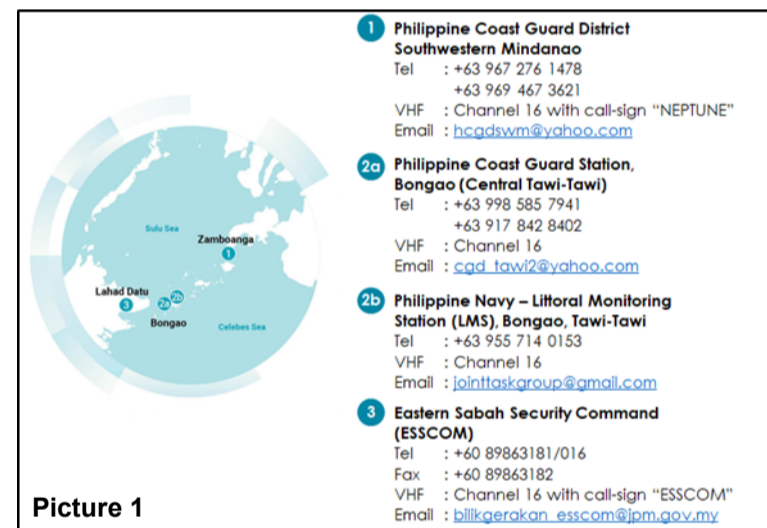 Sulu Sea
Zamboanga
1
Lahad Datu
3
2a
2b
Bongao
Celebes Sea
Picture 1
1 Philippine Coast Guard District
Southwestern Mindanao
Tel : +63 967 276 1478
+63 969 467 3621
VHF : Channel 16 with call-sign “NEPTUNE”
Email : hcgdswm@yahoo.com
2a Philippine Coast Guard Station,
Bongao (Central Tawi-Tawi)
Tel : +63 998 585 7941
+63 917 842 8402
VHF : Channel 16
Email : cgd_tawi2@yahoo.com
2b Philippine Navy – Littoral Monitoring
Station (LMS), Bongao, Tawi-Tawi
Tel : +63 955 714 0153
VHF : Channel 16
Email : jointtaskgroup@gmail.com
3 Eastern Sabah Security Command
(ESSCOM)
Tel : +60 89863181/016
Fax : +60 89863182
VHF : Channel 16 with call-sign “ESSCOM”
Email : bilikgerakan_esscom@jpm.gov.my